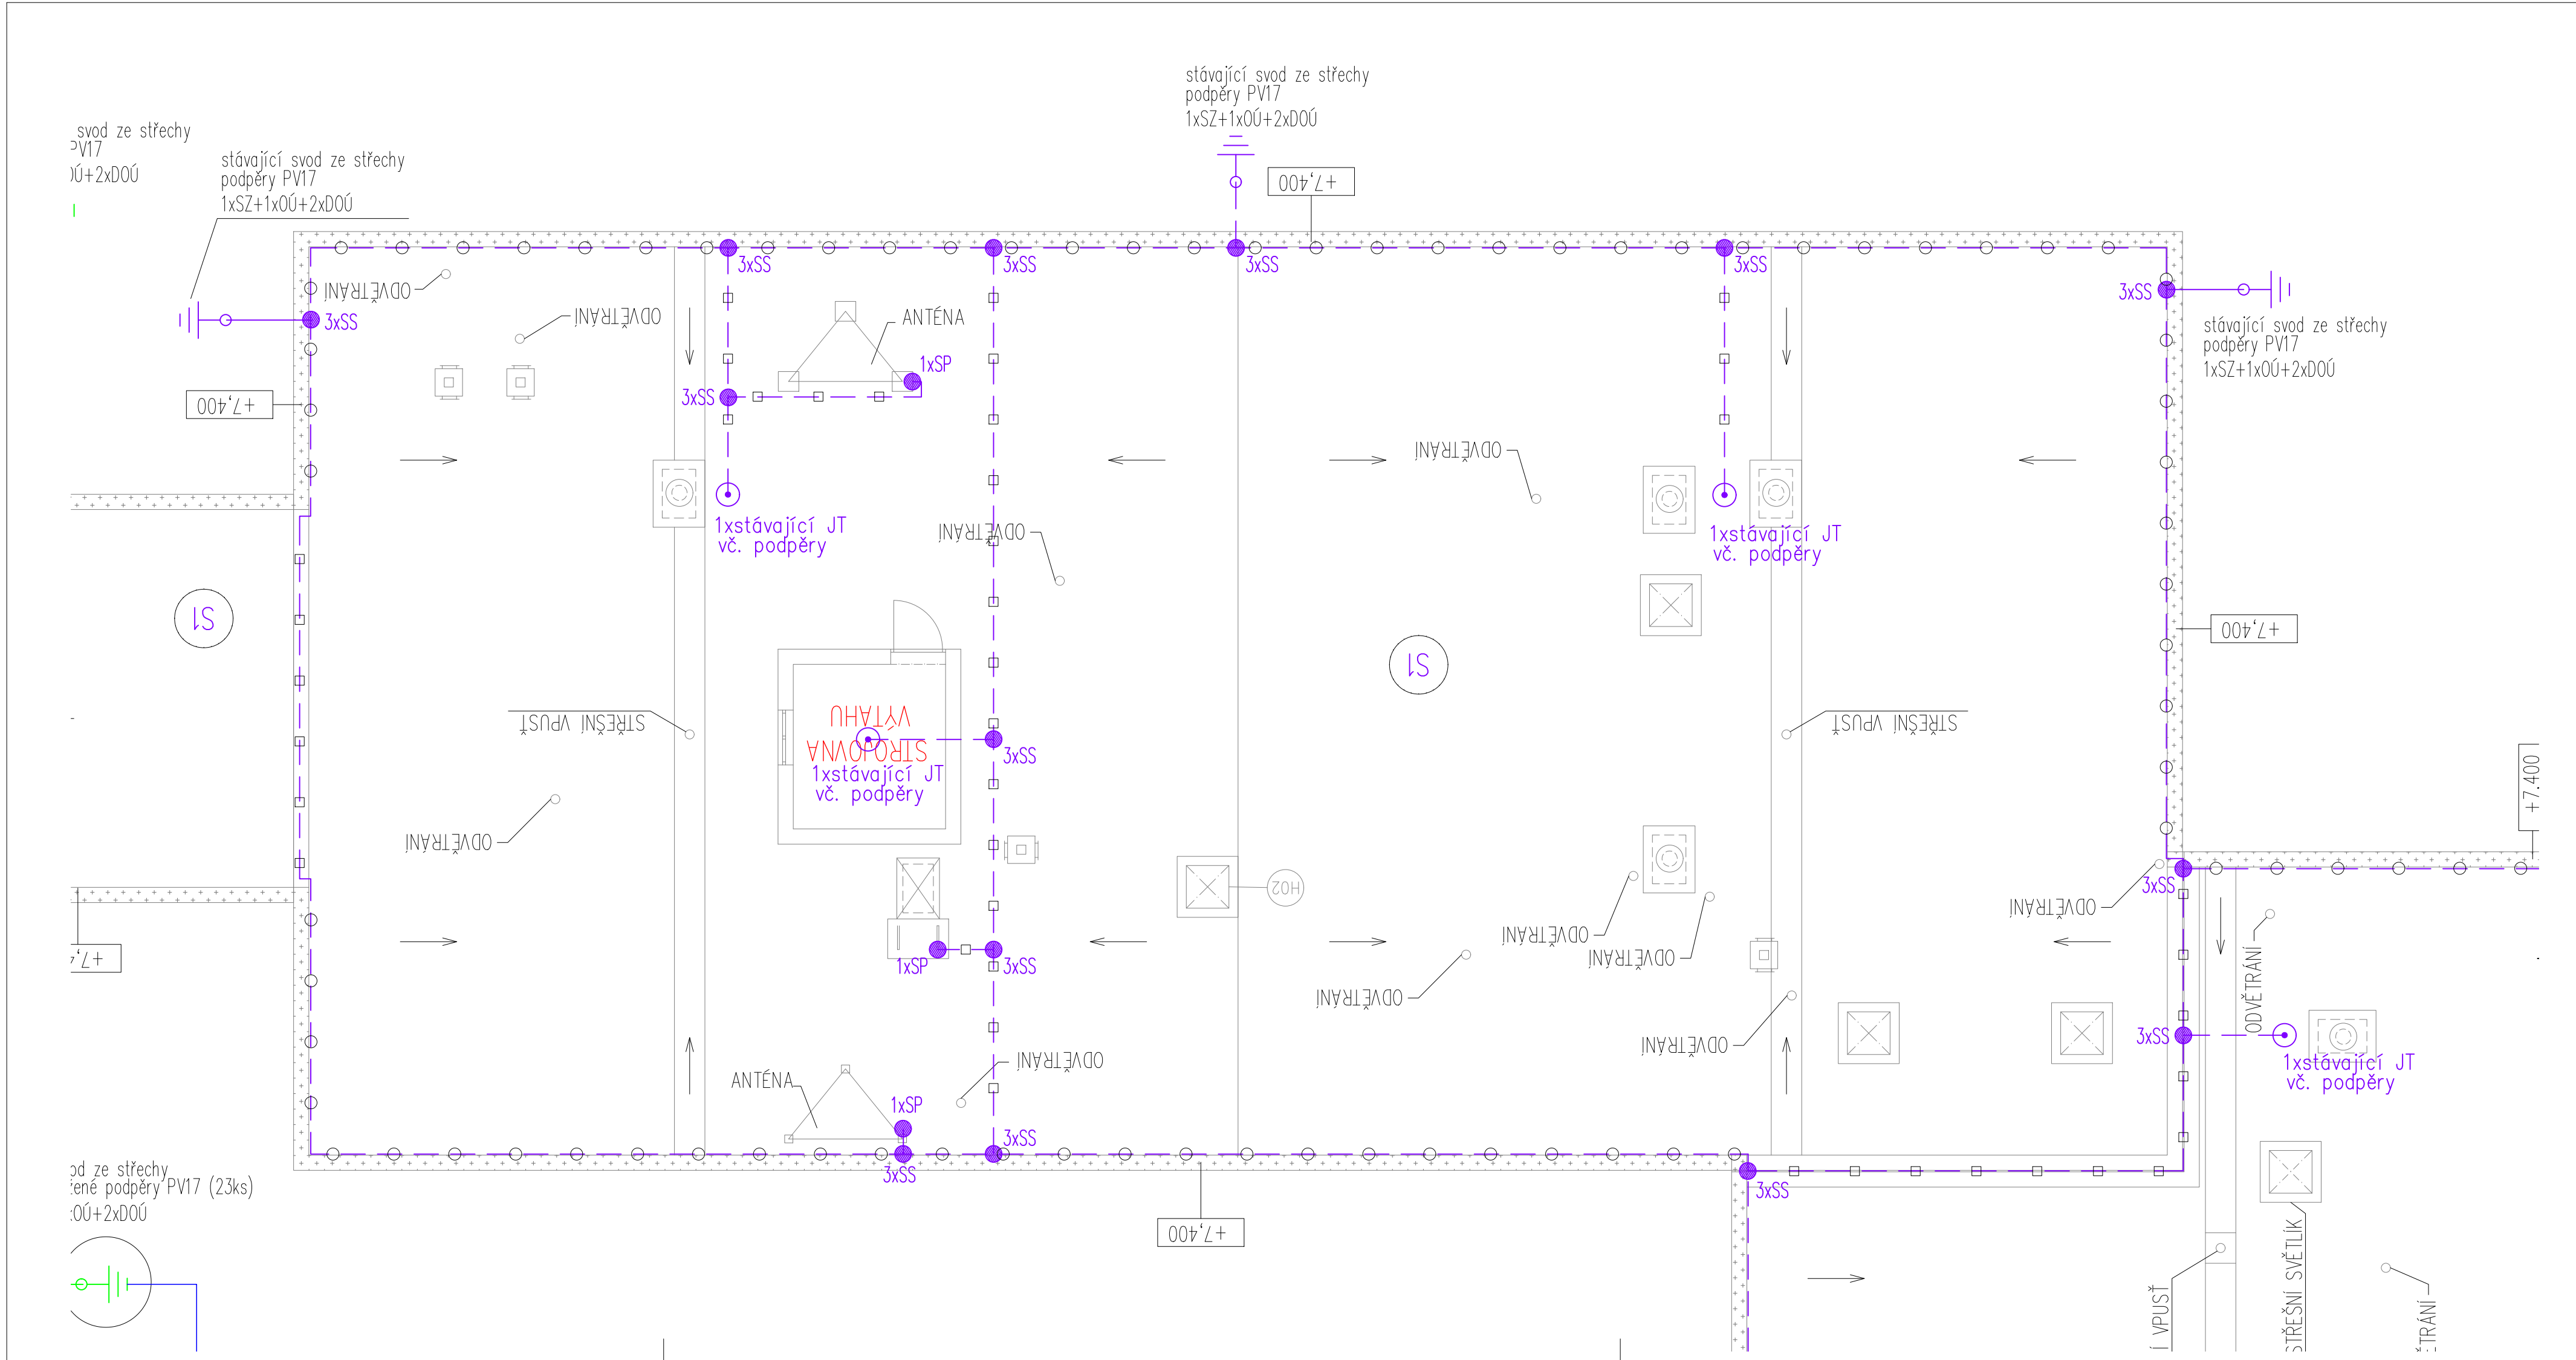 stávající svod ze střechy
podpěry PV17
1xSZ+1xOÚ+2xDOÚ
svod ze střechy
PV17
OÚ+2xDOÚ
stávající svod ze střechy
podpěry PV17
1xSZ+1xOÚ+2xDOÚ
+7,400
3xSS
3xSS
3xSS
3xSS
3xSS
ODVĚTRÁNÍ
3xSS
ODVĚTRÁNÍ
ANTÉNA
stávající svod ze střechy
podpěry PV17
1xSZ+1xOÚ+2xDOÚ
1xSP
3xSS
+7,400
ODVĚTRÁNÍ
1xstávající JT
vč. podpěry
ODVĚTRÁNÍ
1xstávající JT
vč. podpěry
S1
S1
+7,400
STŘEŠNÍ VPUSŤ
STROJOVNA
VÝTAHU
1xstávající JT
vč. podpěry
3xSS
STŘEŠNÍ VPUSŤ
+7.400
ODVĚTRÁNÍ
H02
3xSS
ODVĚTRÁNÍ
ODVĚTRÁNÍ
ODVĚTRÁNÍ
ODVĚTRÁNÍ
1xSP
3xSS
ODVĚTRÁNÍ
ODVĚTRÁNÍ
3xSS
1xstávající JT
vč. podpěry
ODVĚTRÁNÍ
ANTÉNA
1xSP
3xSS
3xSS
3xSS
ze střechy
podpěry PV17 (23ks)
OÚ+2xDOÚ
+7,400
VPUSŤ
STŘEŠNÍ SVĚTLÍK